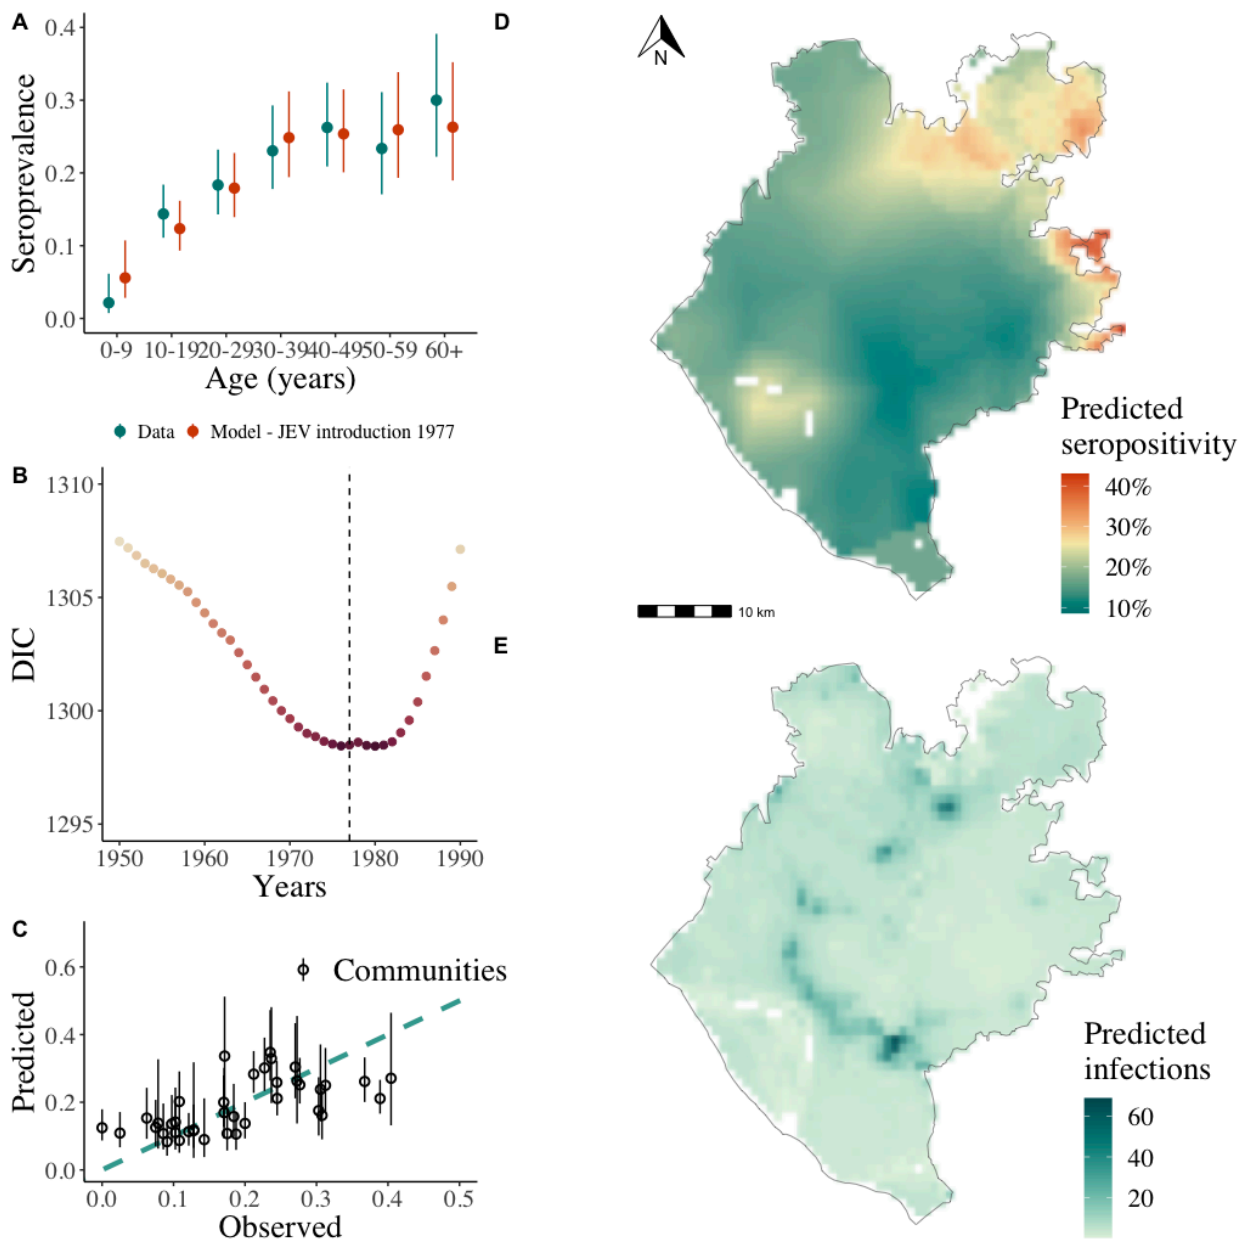 A
0.4
0.3
0.2
0.1
0.0
Seroprevalence
0-9 10-19 20-29 30-39 40-49 50-59 60+
Age (years)
Data Model - JEV introduction 1977
B
1310
1305
1300
1295
DIC
1950 1960 1970 1980 1990
Years
C
0.6
0.4
0.2
0.0
Predicted
Communities
0.0 0.1 0.2 0.3 0.4 0.5
Observed
D
N
Predicted
seropositivity
40%
30%
20%
10%
10 km
E
Predicted
infections
60
40
20